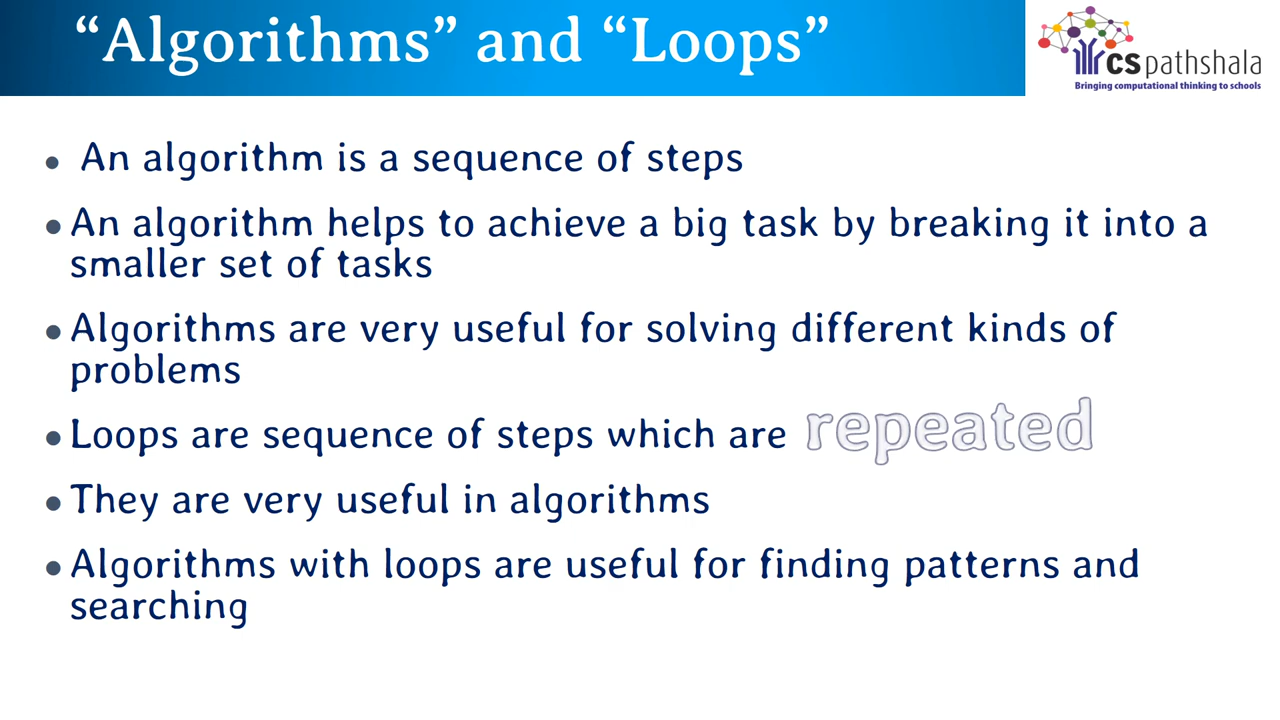 “Algorithms” and “Loops”
CSpathshala
Bringing computational thinking to schools
• An algorithm is a sequence of steps
• An algorithm helps to achieve a big task by breaking it into a
smaller set of tasks
• Algorithms are very useful for solving different kinds of
problems
• Loops are sequence of steps which are repeated
• They are very useful in algorithms
• Algorithms with loops are useful for finding patterns and
searching